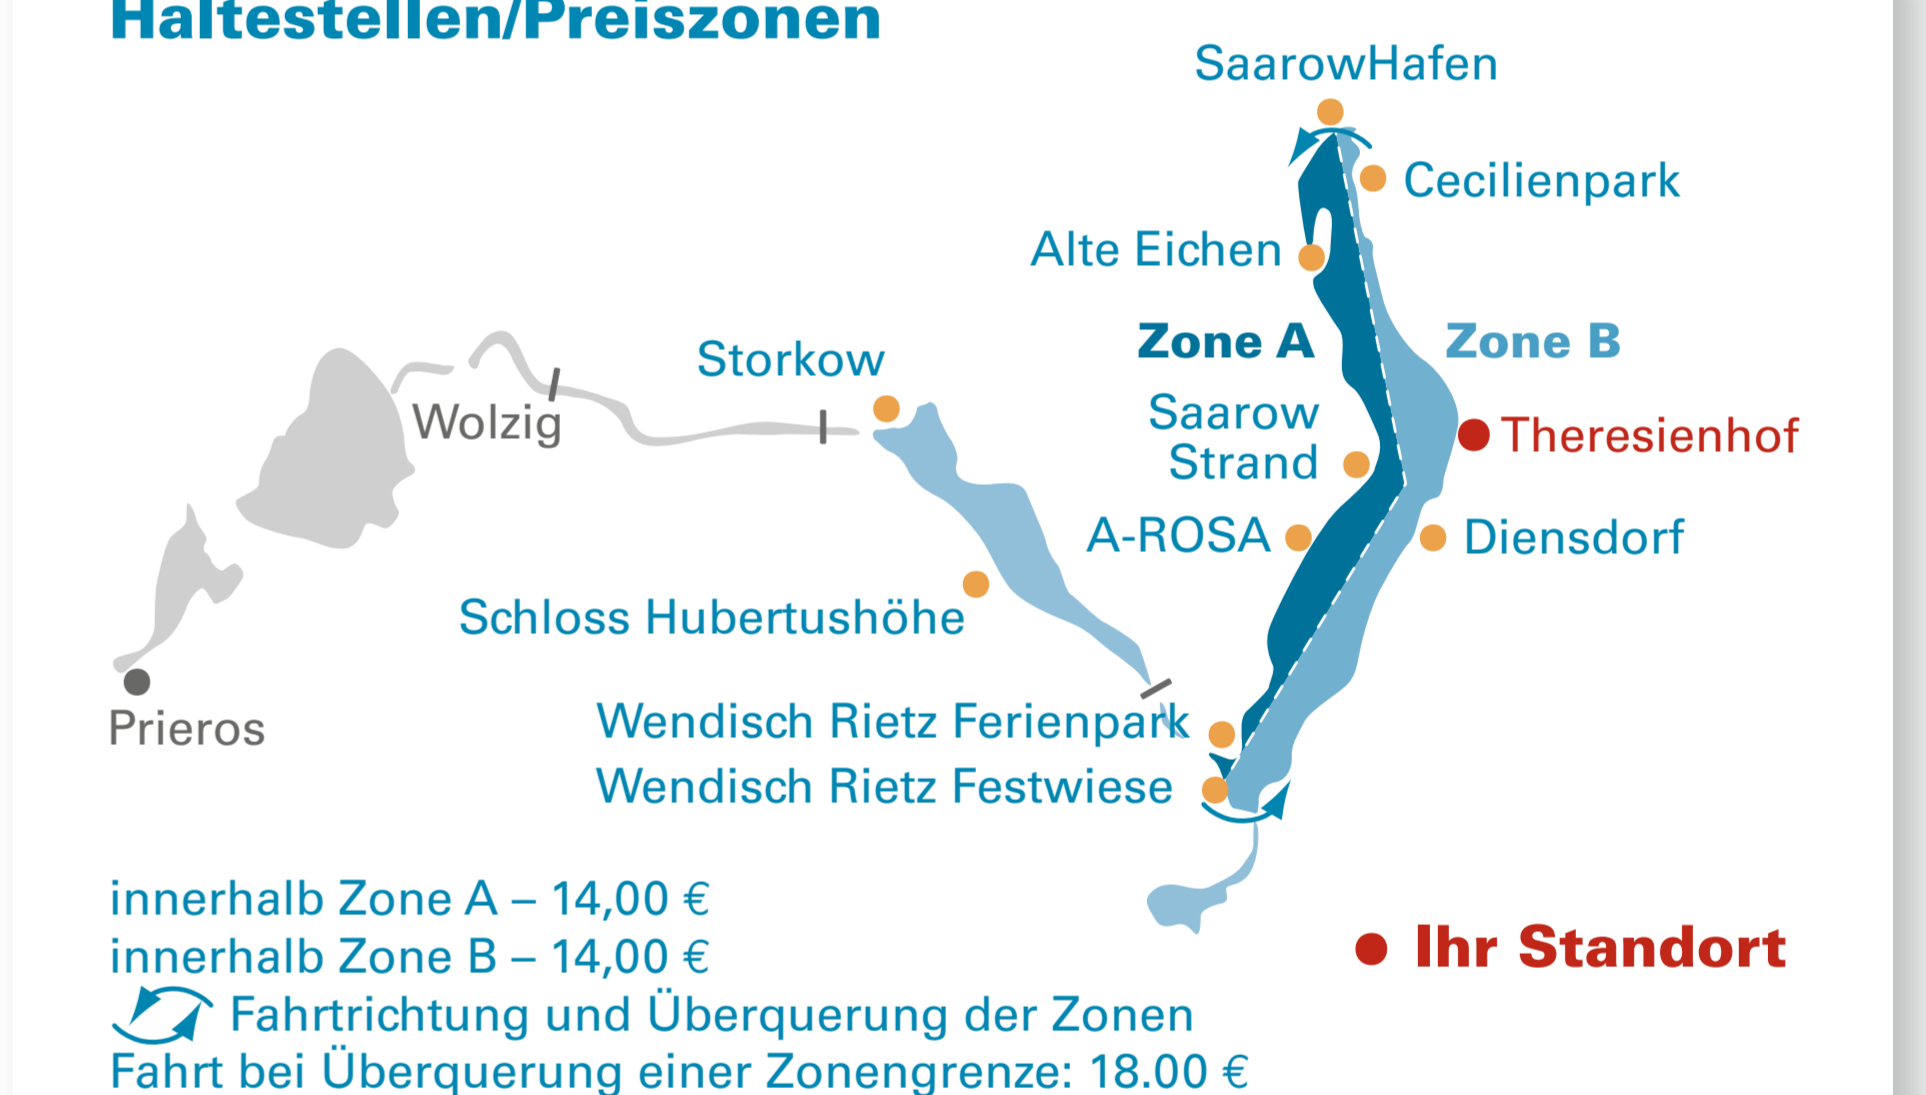 Haltestellen/Preiszonen
SaarowHafen
Cecilienpark
Alte Eichen
Zone A
Zone B
Storkow
Wolzig
Saarow
Strand
Theresienhof
A-ROSA
Diensdorf
Schloss Hubertushöhe
Prieros
Wendisch Rietz Ferienpark
Wendisch Rietz Festwiese
innerhalb Zone A – 14,00 €
innerhalb Zone B – 14,00 €
Ihr Standort
Fahrtrichtung und Überquerung der Zonen
Fahrt bei Überquerung einer Zonengrenze: 18.00 €